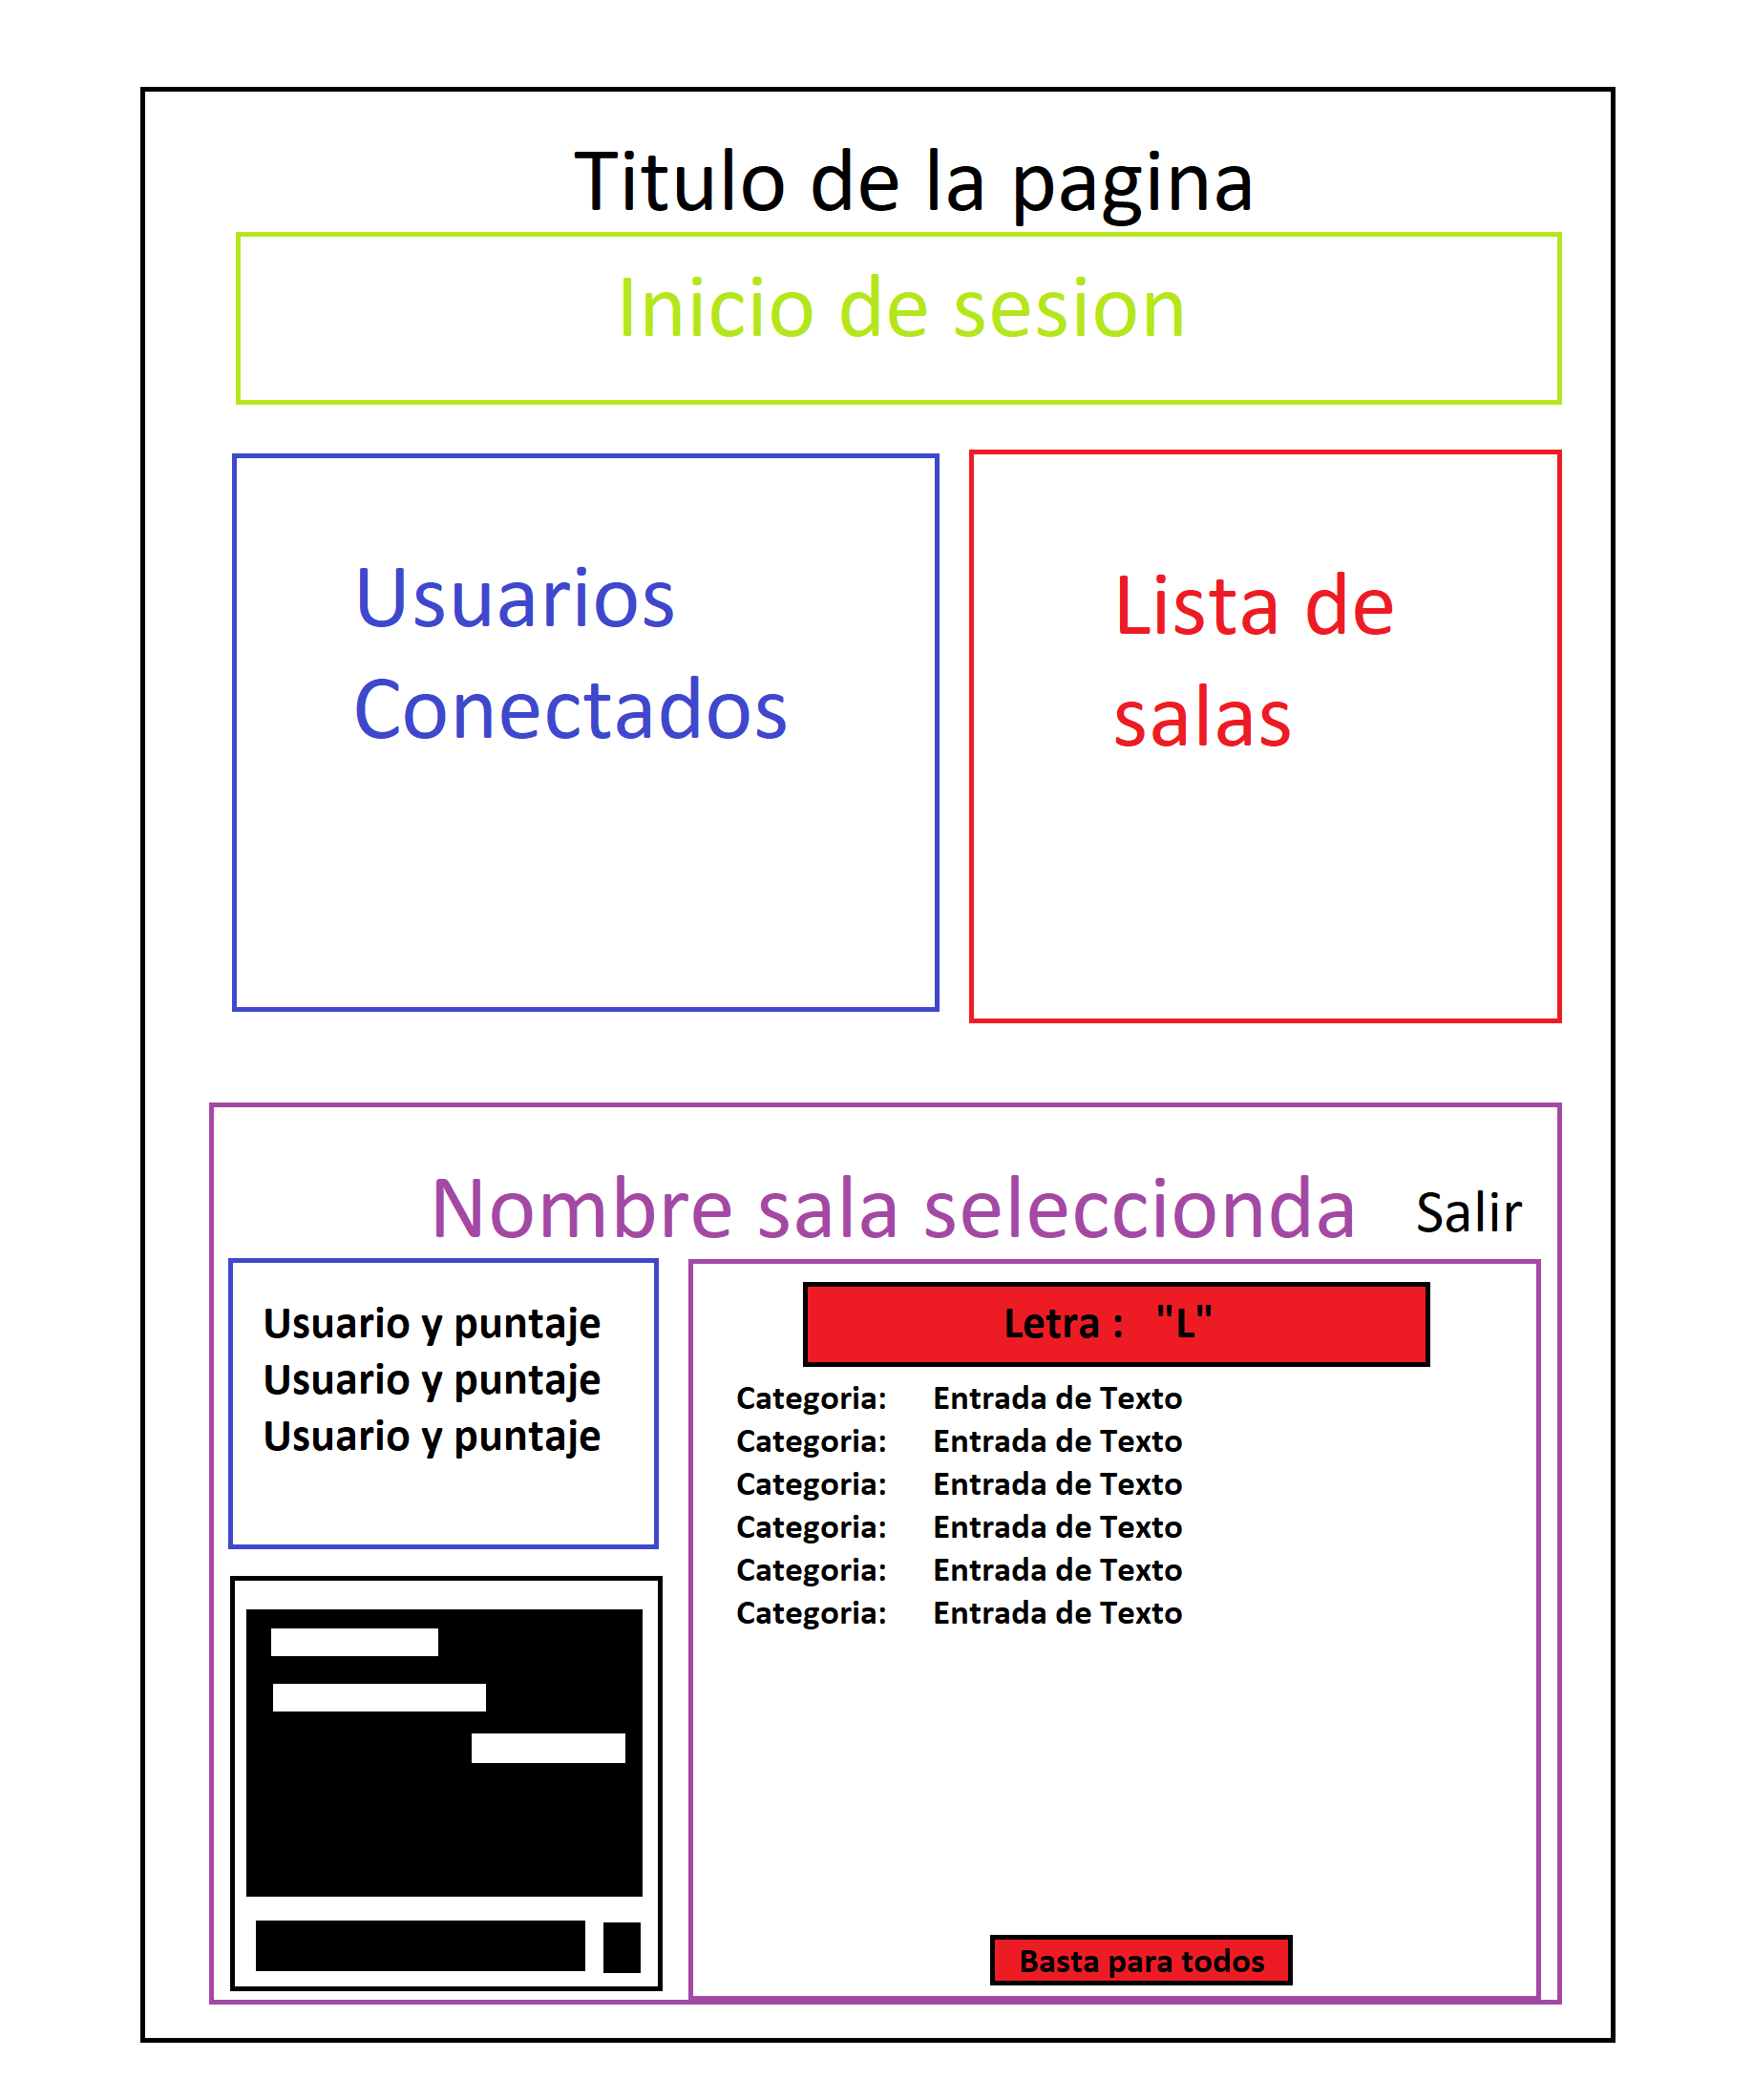 Titulo de la pagina
Inicio de sesion
Usuarios
Conectados
Lista de
salas
Nombre sala seleccionda
Salir
Usuario y puntaje
Usuario y puntaje
Usuario y puntaje
Letra : "L"
Categoria: Entrada de Texto
Categoria: Entrada de Texto
Categoria: Entrada de Texto
Categoria: Entrada de Texto
Categoria: Entrada de Texto
Categoria: Entrada de Texto
Basta para todos